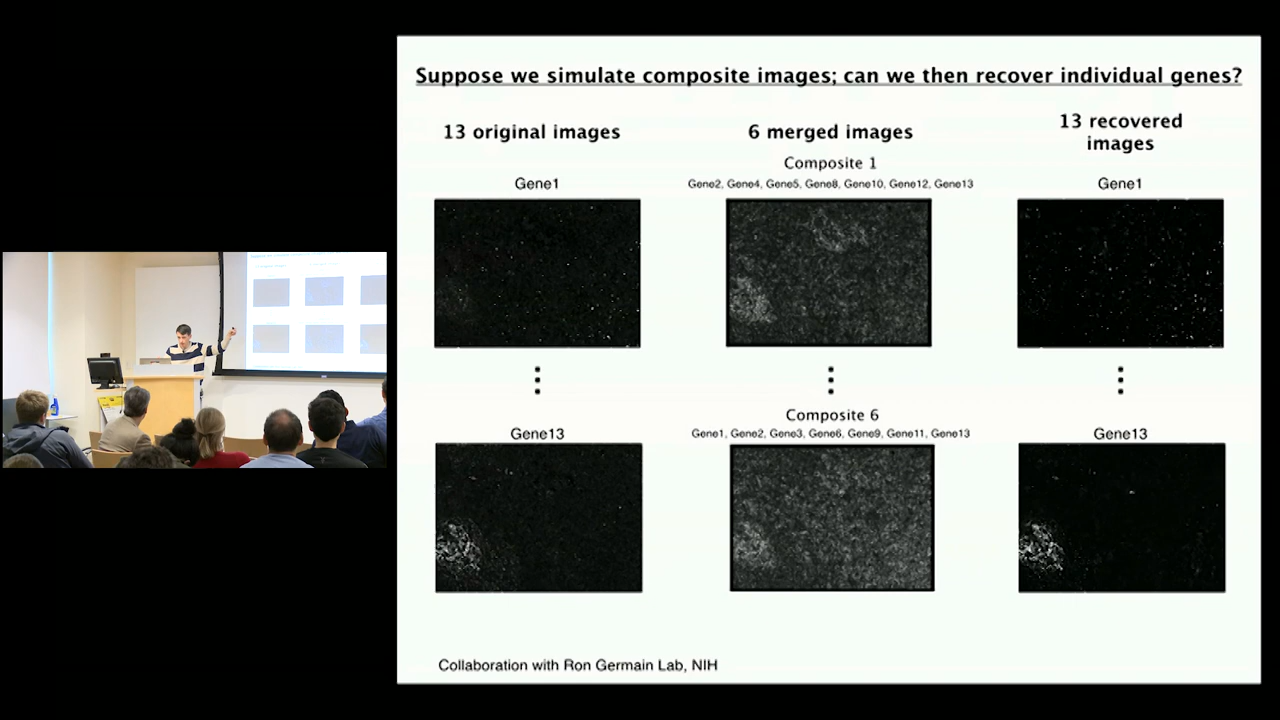 Suppose we simulate composite images; can we then recover individual genes?
13 original images
6 merged images
13 recovered
images
Composite 1
Gene1
Gene2, Gene4, Gene5, Gene8, Gene10, Gene12, Gene13
Gene1
Composite 6
Gene13
Gene1, Gene2, Gene3, Gene6, Gene9, Gene11, Gene13
Gene13
Collaboration with Ron Germain Lab, NIH